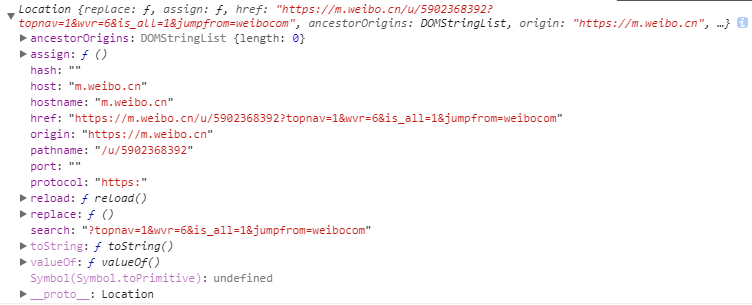 ▼ Location {replace: ƒ, assign: ƒ, href: "https://m.weibo.cn/u/5902368392?
topnav=1&wvr=6&is_all=1&jumpfrom=weibocom", ancestorOrigins: DOMStringList, origin: "https://m.weibo.cn", …} i
▶ ancestorOrigins: DOMStringList {length: 0}
▶ assign: ƒ ()
hash: ""
host: "m.weibo.cn"
hostname: "m.weibo.cn"
href: "https://m.weibo.cn/u/5902368392?topnav=1&wvr=6&is_all=1&jumpfrom=weibocom"
origin: "https://m.weibo.cn"
pathname: "/u/5902368392"
port: ""
protocol: "https:"
▶ reload: ƒ reload()
▶ replace: ƒ ()
search: "?topnav=1&wvr=6&is_all=1&jumpfrom=weibocom"
▶ toString: ƒ toString()
▶ valueOf: ƒ valueOf()
Symbol(Symbol.toPrimitive): undefined
▶ __proto__: Location